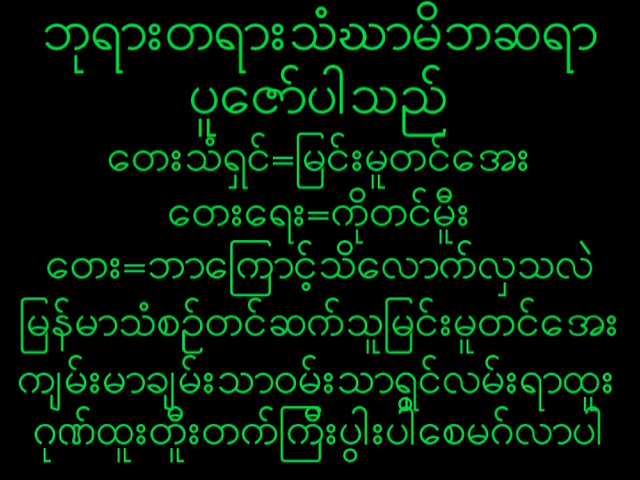 ဘုရားတရားသံဃာမိဘဆရာ
ပူဇော်ပါသည်
တေးသံရှင်=မြင်းမူတင်အေး
တေးရေး=ကိုတင်မှီး
တေး=ဘာကြောင့်သိလောက်လှသလဲ
မြန်မာသံစဉ်တင်ဆက်သူမြင်းမူတင်အေး
ကျမ်းမာချမ်းသာဝမ်းသာရွှင်လမ်းရာထူး
ဂုဏ်ထူးတိူးတက်ကြီးပွါးပါစေမင်္ဂလာပါ